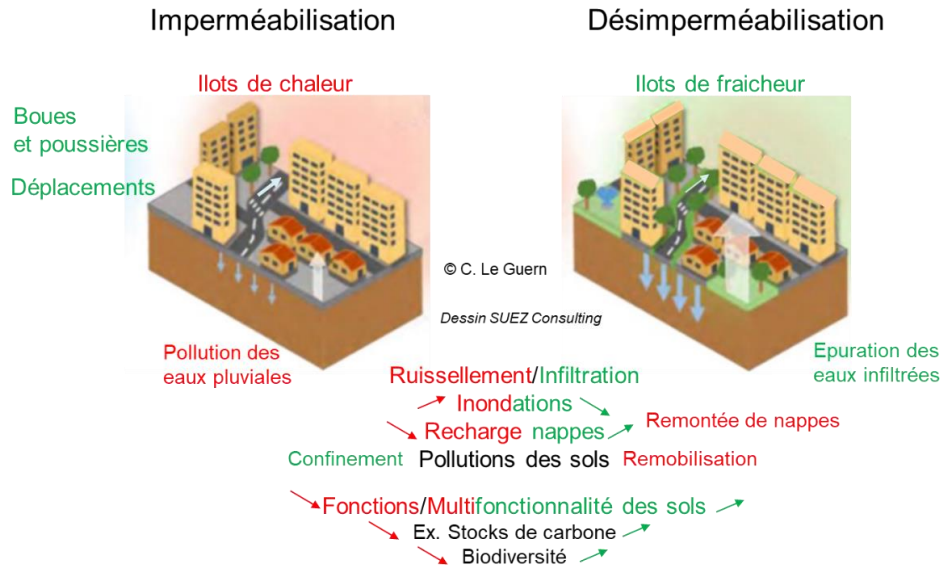 Imperméabilisation
Désimperméabilisation
Ilots de chaleur
Ilots de fraicheur
Boues
et poussières
Déplacements
© C. Le Guern
Dessin SUEZ Consulting
Pollution des
eaux pluviales
Epuration des
eaux infiltrées
Ruissellement/Infiltration
Inondations
Recharge nappes
Remontée de nappes
Confinement Pollutions des sols Remobilisation
Fonctions/Multifonctionnalité des sols
Ex. Stocks de carbone
Biodiversité